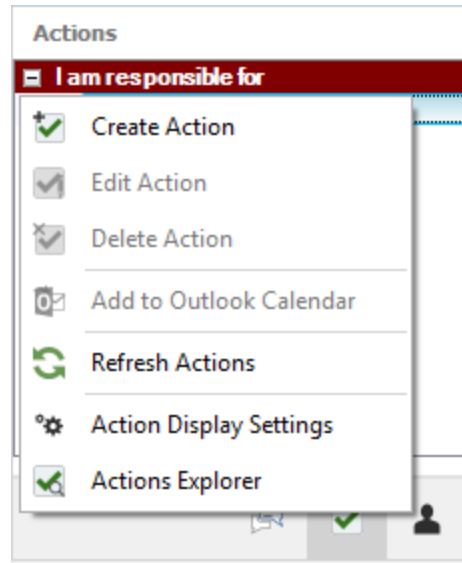 Actions
I am responsible for
Create Action
Edit Action
Delete Action
Add to Outlook Calendar
Refresh Actions
Action Display Settings
Actions Explorer